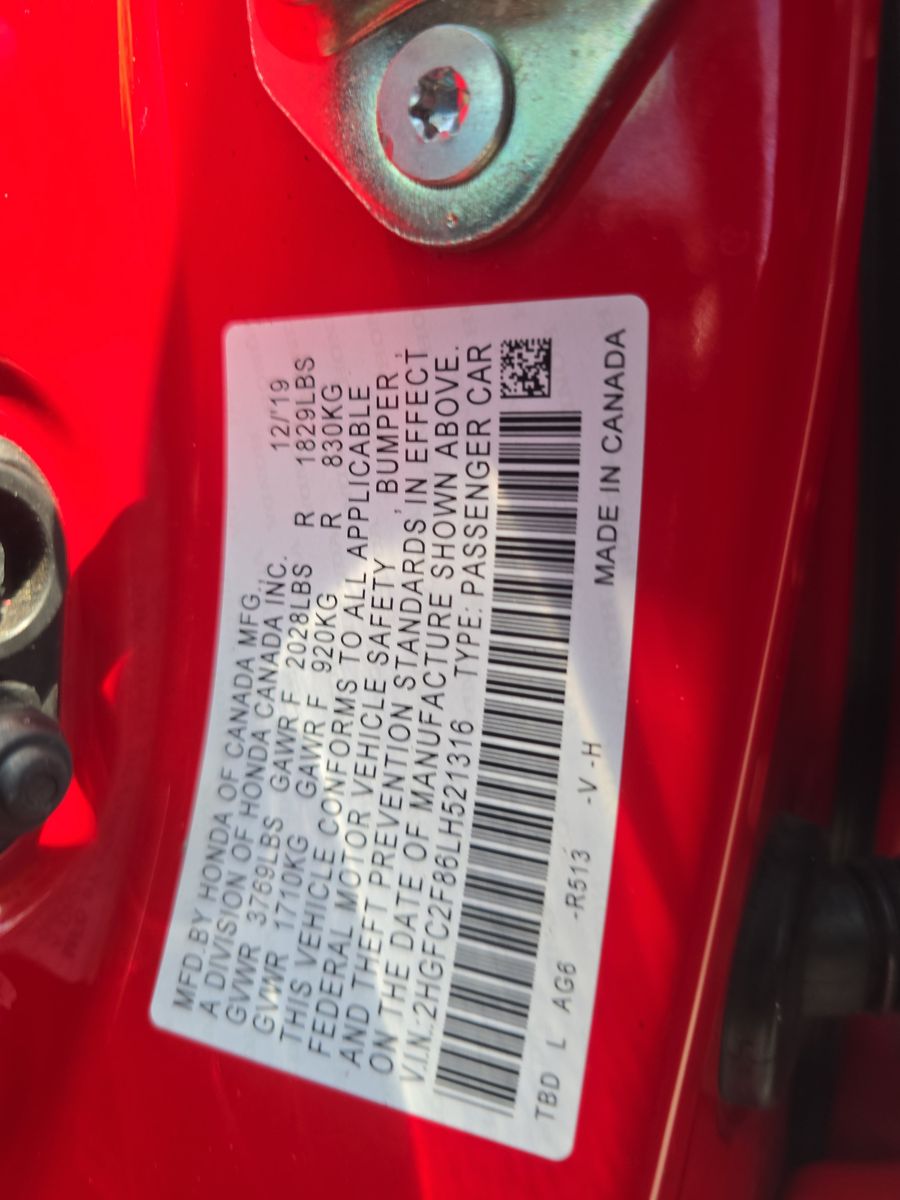 MFD.BY HONDA OF CANADA MFG. 12/'19
A DIVISION OF HONDA CANADA INC.
GVWR 3769LBS GAWR F 2028LBS R 1829LBS
GVWR 1710KG GAWR F 920KG R 830KG
THIS VEHICLE CONFORMS TO ALL APPLICABLE
FEDERAL MOTOR VEHICLE SAFETY, BUMPER,
AND THEFT PREVENTION STANDARDS IN EFFECT
ON THE DATE OF MANUFACTURE SHOWN ABOVE.
V.I.N.:2HGFC2F86LH521316 TYPE: PASSENGER CAR
TBD L AG6 -R513 -V -H MADE IN CANADA